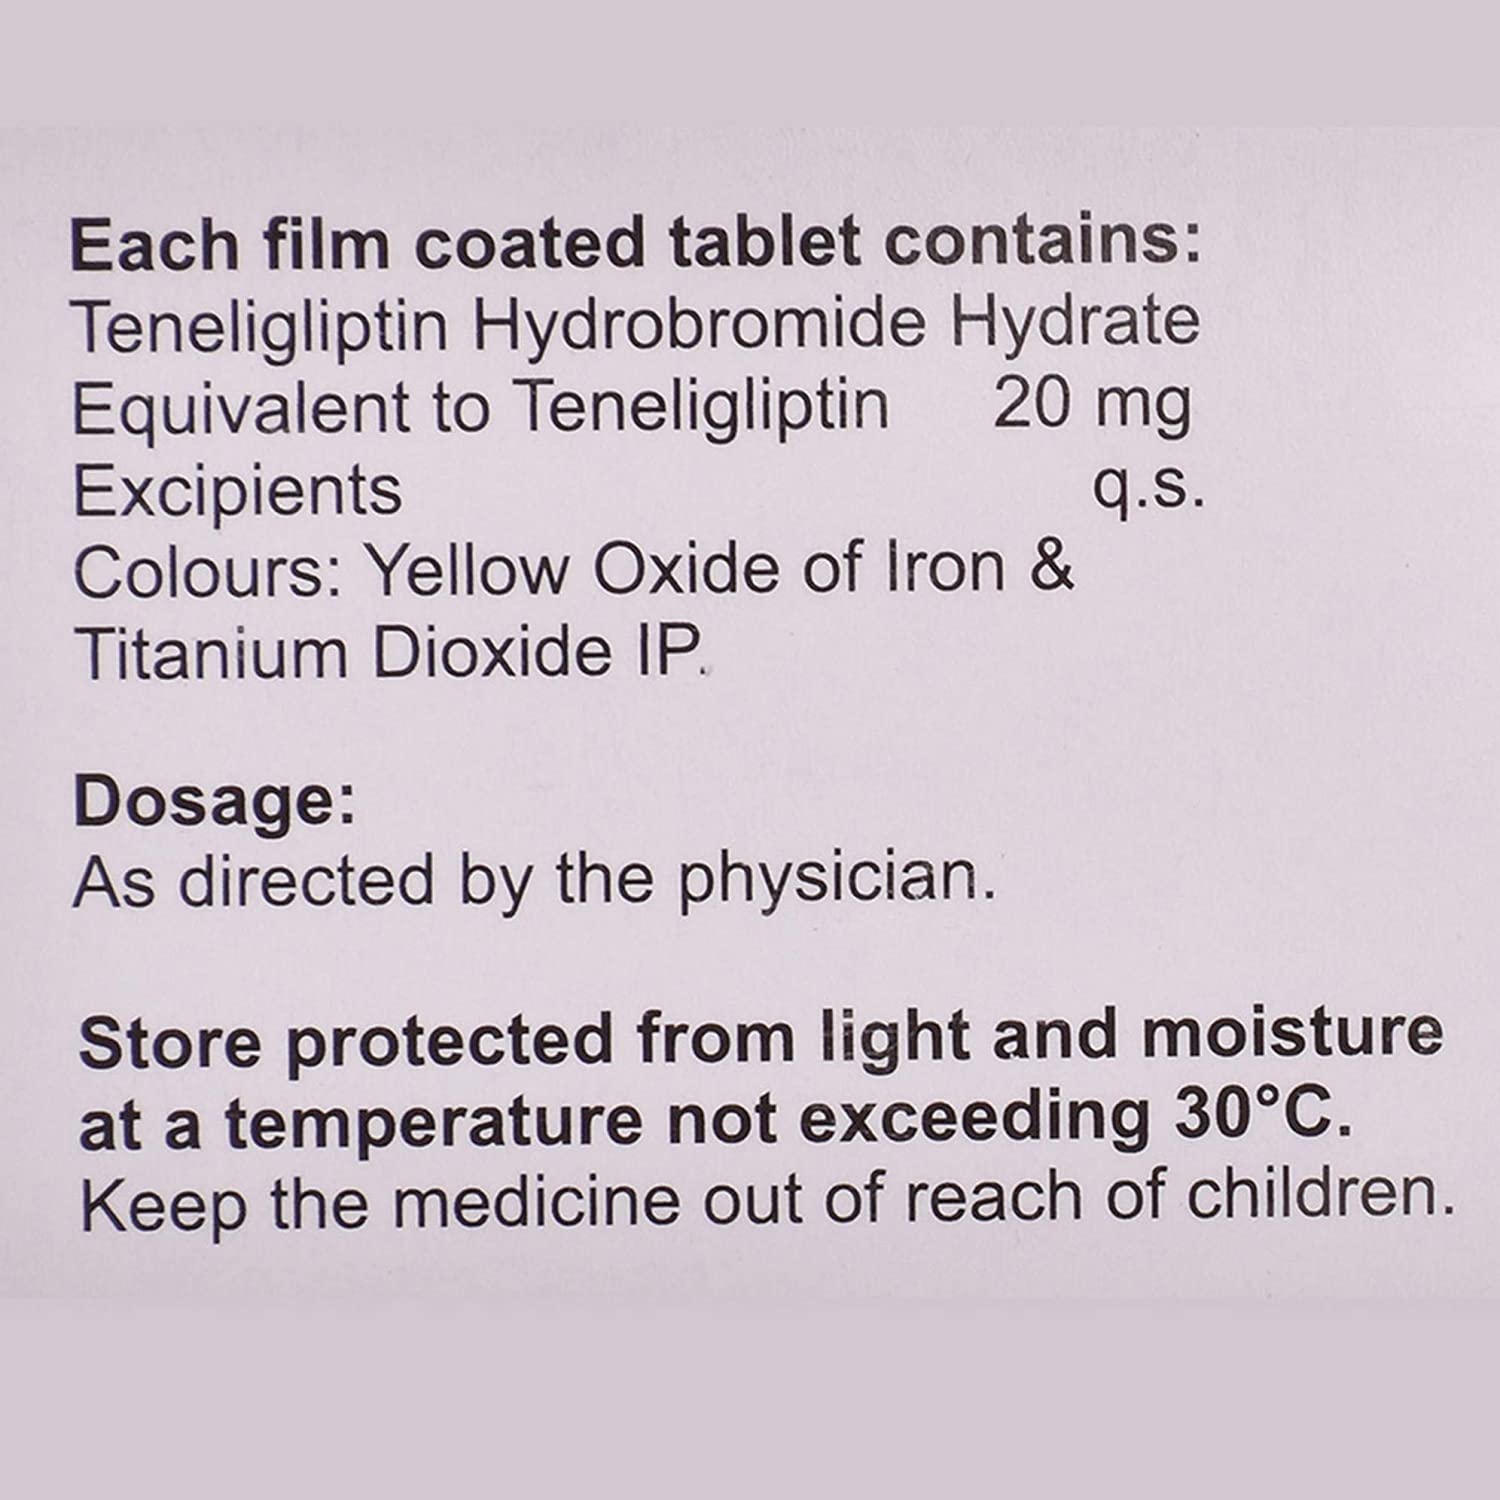 Each film coated tablet contains:
Teneligliptin Hydrobromide Hydrate
Equivalent to Teneligliptin 20 mg
Excipients q.s.
Colours: Yellow Oxide of Iron &
Titanium Dioxide IP.
Dosage:
As directed by the physician.
Store protected from light and moisture
at a temperature not exceeding 30°C.
Keep the medicine out of reach of children.